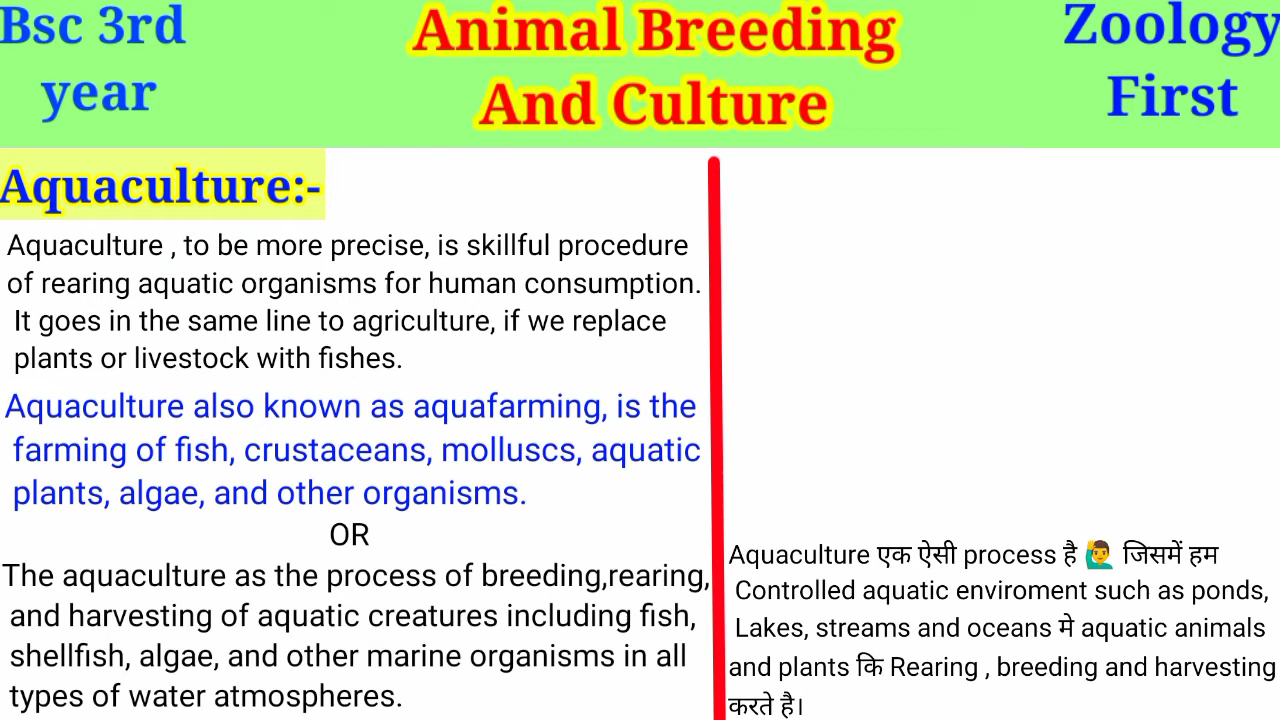 Bsc 3rd
year
Animal Breeding
And Culture
Zoology
First
Aquaculture:-
Aquaculture , to be more precise, is skillful procedure
of rearing aquatic organisms for human consumption.
It goes in the same line to agriculture, if we replace
plants or livestock with fishes.
Aquaculture also known as aquafarming, is the
farming of fish, crustaceans, molluscs, aquatic
plants, algae, and other organisms.
OR
The aquaculture as the process of breeding,rearing,
and harvesting of aquatic creatures including fish,
shellfish, algae, and other marine organisms in all
types of water atmospheres.
Aquaculture एक ऐसी process है 🙋‍♂️ जिसमें हम
Controlled aquatic enviroment such as ponds,
Lakes, streams and oceans मे aquatic animals
and plants कि Rearing , breeding and harvesting
करते है।